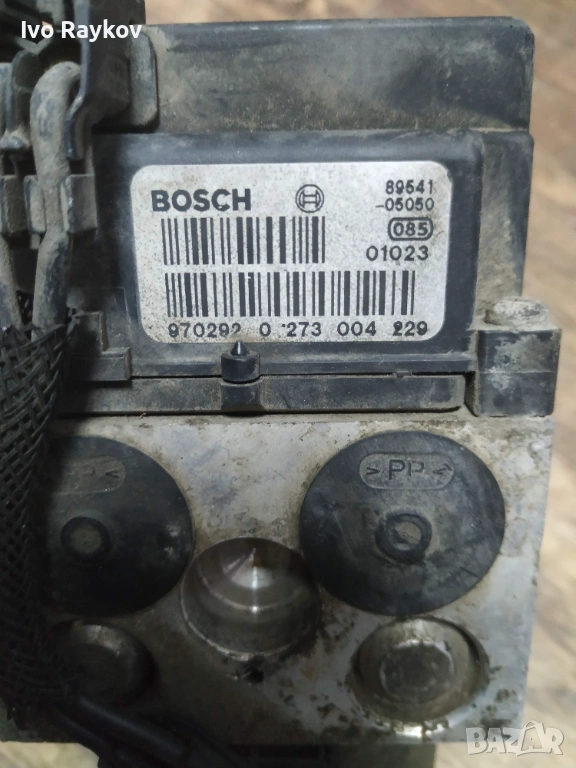 Ivo Raykov
BOSCH
89541
-05050
085
01023
970292 0 273 004 229
>PP<
BAZAR